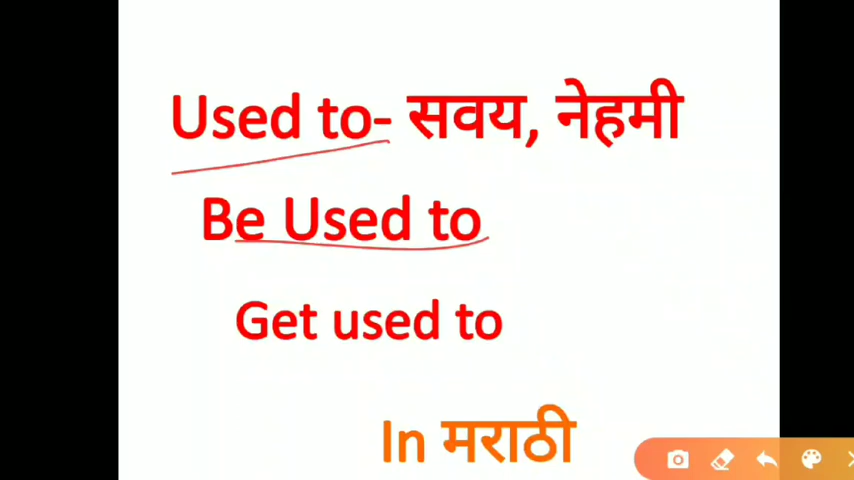 Used to- सवय, नेहमी
Be Used to
Get used to
In मराठी